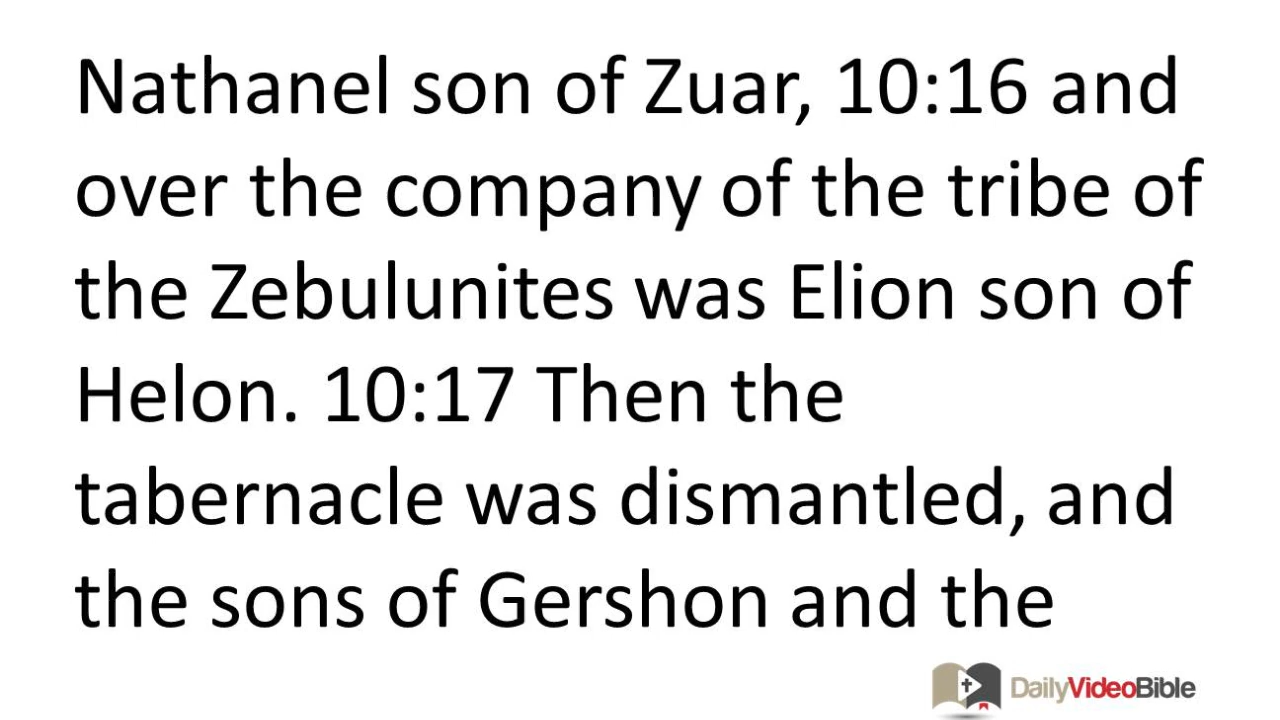 Nathanel son of Zuar, 10:16 and
over the company of the tribe of
the Zebulunites was Elion son of
Helon. 10:17 Then the
tabernacle was dismantled, and
the sons of Gershon and the
DailyVideoBible